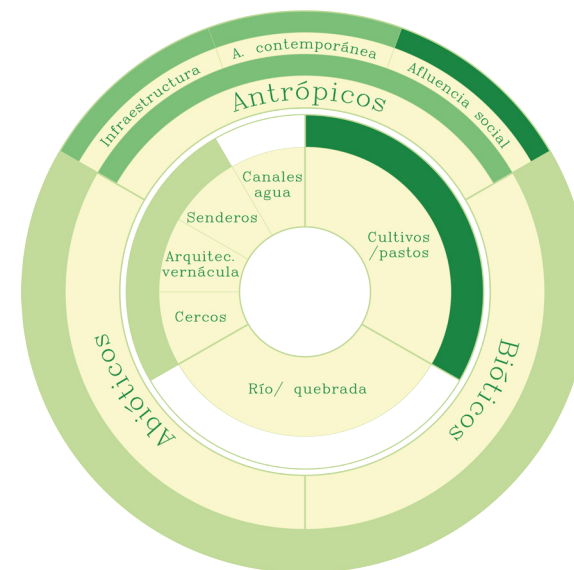 A. contemporánea
Infraestructura
Afluencia social
Antrópicos
Canales
agua
Senderos
Cultivos
/pastos
Arquitec.
vernácula
Cercos
Río/ quebrada
Abióticos
Bióticos